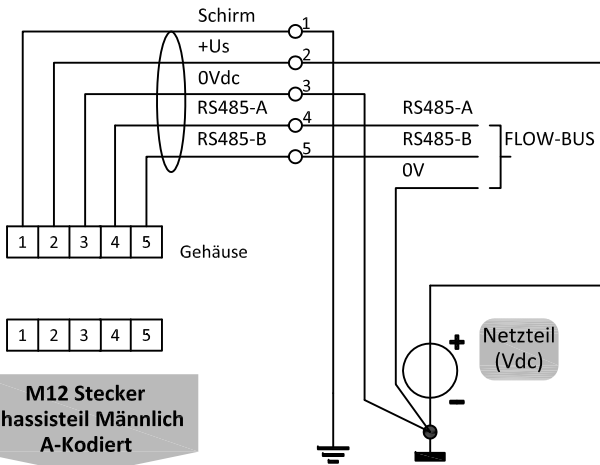 Schirm
1
+Us
2
0Vdc
3
RS485-A
4
RS485-A
RS485-B
5
RS485-B
FLOW-BUS
0V
1 2 3 4 5
Gehäuse
1 2 3 4 5
+
Netzteil
(Vdc)
-
M12 Stecker
hassisteil Männlich
A-Kodiert